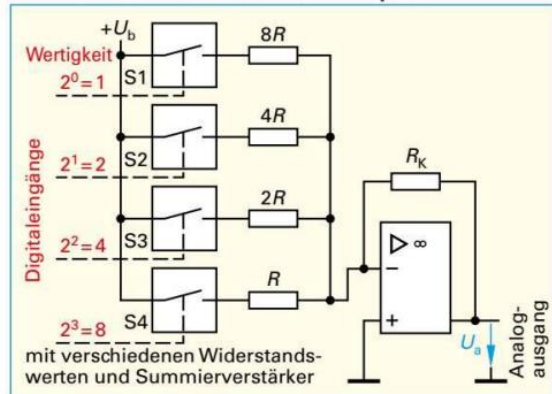 +Ub
Wertigkeit
8R
2⁰=1
S1
4R
2¹=2
S2
RK
2R
2²=4
S3
▷ ∞
R
−
+
2³=8
S4
Ua
Digitaleingänge
Analog-
ausgang
mit verschiedenen Widerstands-
werten und Summierverstärker